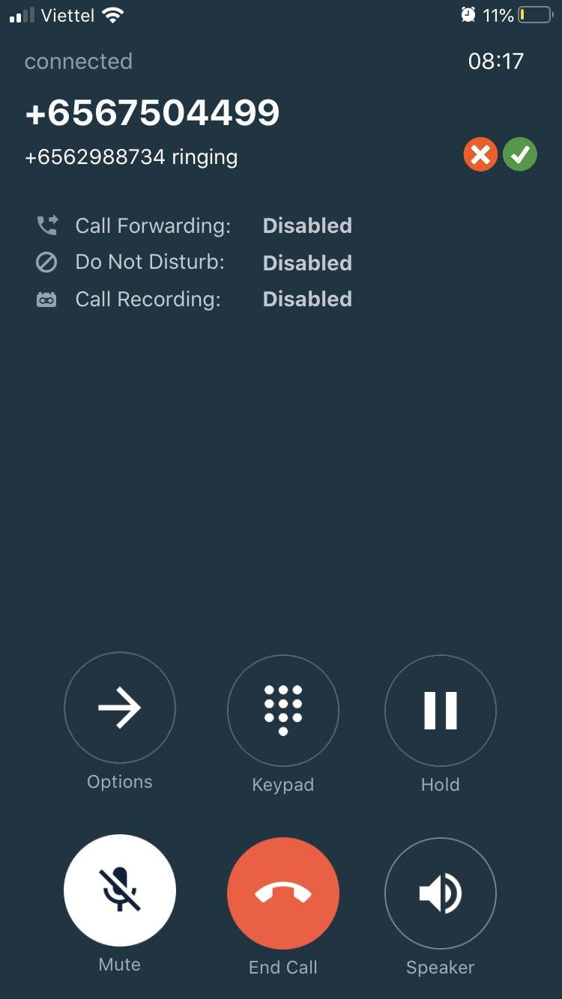 Viettel 11%
connected 08:17
+6567504499
+6562988734 ringing
Call Forwarding: Disabled
Do Not Disturb: Disabled
Call Recording: Disabled
Options Keypad Hold
Mute End Call Speaker